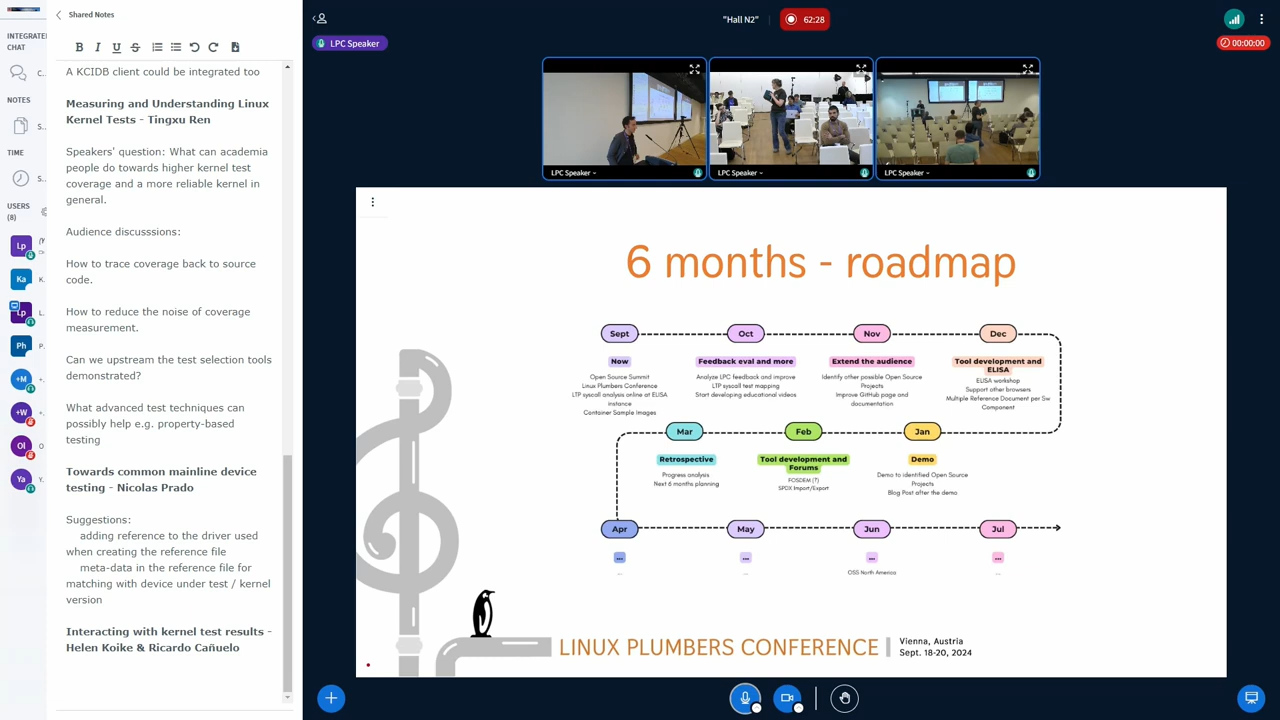 Shared Notes
"Hall N2"
62:28
00:00:00
LPC Speaker
INTEGRATE
CHAT
C..
NOTES
S..
TIME
S..
USERS
(8)
Lp
Ka
K.
Lp
L.
Ph
P.
+M
Ol
O
Ya
Y.
B I U S
A KCIDB client could be integrated too
Measuring and Understanding Linux
Kernel Tests - Tingxu Ren
Speakers' question: What can academia
people do towards higher kernel test
coverage and a more reliable kernel in
general.
Audience discusssions:
How to trace coverage back to source
code.
How to reduce the noise of coverage
measurement.
Can we upstream the test selection tools
demonstrated?
What advanced test techniques can
possibly help e.g. property-based
testing
Towards common mainline device
testing - Nicolas Prado
Suggestions:
adding reference to the driver used
when creating the reference file
meta-data in the reference file for
matching with device under test / kernel
version
Interacting with kernel test results -
Helen Koike & Ricardo Cañuelo
LPC Speaker
LPC Speaker
LPC Speaker
6 months - roadmap
Sept
Oct
Nov
Dec
Now
Feedback eval and more
Extend the audience
Tool development and
ELISA
Open Source Summit
Linux Plumbers Conference
LTP syscall analysis online at ELISA
instance
Container Sample Images
Analyze LPC feedback and improve
LTP syscall test mapping
Start developing educational videos
Identify other possible Open Source
Projects
Improve GitHub page and
documentation
ELISA workshop
Support other browsers
Multiple Reference Document per Sw
Component
Mar
Feb
Jan
Retrospective
Tool development and
Forums
Demo
Progress analysis
Next 6 months planning
FOSDEM (?)
SPDX Import/Export
Demo to identified Open Source
Projects
Blog Post after the demo
Apr
May
Jun
Jul
...
...
...
...
...
...
OSS North America
...
LINUX PLUMBERS CONFERENCE
Vienna, Austria
Sept. 18-20, 2024